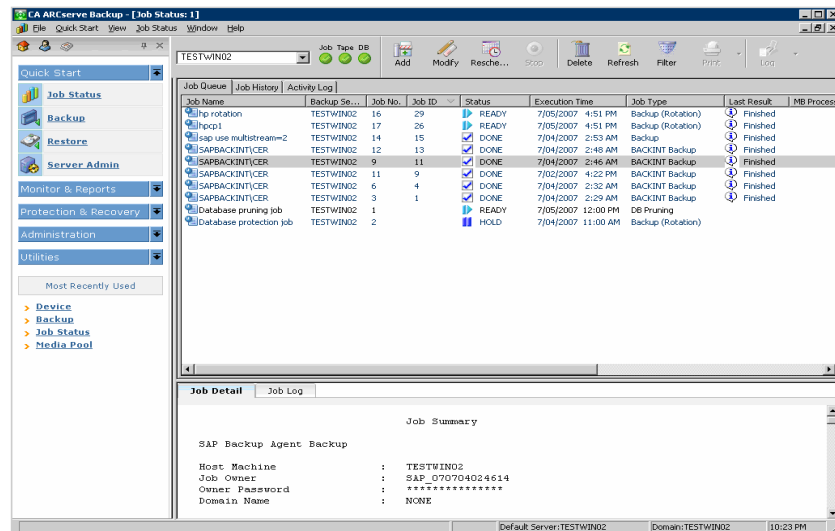 CA ARCserve Backup - [Job Status: 1]
File Quick Start View Job Status Window Help
TESTWIN02
Job Tape DB
Add Modify Resche... Stop Delete Refresh Filter Print Log
Quick Start
Job Status
Backup
Restore
Server Admin
Monitor & Reports
Protection & Recovery
Administration
Utilities
Most Recently Used
Device
Backup
Job Status
Media Pool
Job Queue Job History Activity Log
Job Name Backup Se... Job No. Job ID Status Execution Time Job Type Last Result MB Process
hp rotation TESTWIN02 16 29 READY 7/05/2007 4:51 PM Backup (Rotation) Finished
hpcp1 TESTWIN02 17 26 READY 7/05/2007 4:51 PM Backup (Rotation) Finished
sap use multistream=2 TESTWIN02 14 15 DONE 7/04/2007 2:53 AM Backup Finished
SAPBACKINT\CER TESTWIN02 12 13 DONE 7/04/2007 2:48 AM BACKINT Backup Finished
SAPBACKINT\CER TESTWIN02 9 11 DONE 7/04/2007 2:46 AM BACKINT Backup Finished
SAPBACKINT\CER TESTWIN02 11 9 DONE 7/02/2007 4:22 PM BACKINT Backup Finished
SAPBACKINT\CER TESTWIN02 6 4 DONE 7/04/2007 2:32 AM BACKINT Backup Finished
SAPBACKINT\CER TESTWIN02 3 1 DONE 7/04/2007 2:29 AM BACKINT Backup Finished
Database pruning job TESTWIN02 1 READY 7/05/2007 12:00 PM DB Pruning
Database protection job TESTWIN02 2 HOLD 7/04/2007 11:00 AM Backup (Rotation)
Job Detail Job Log
Job Summary
SAP Backup Agent Backup
Host Machine : TESTWIN02
Job Owner : SAP_070704024614
Owner Password : ***************
Domain Name : NONE
Default Server:TESTWIN02 Domain:TESTWIN02 10:23 PM